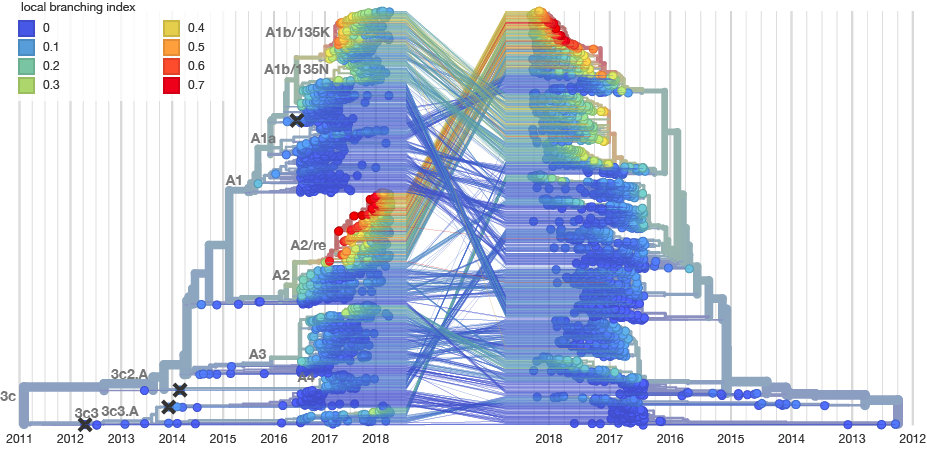 local branching index
0
0.1
0.2
0.3
0.4
0.5
0.6
0.7
A1b/135K
A1b/135N
A1a
A1
A2/re
A2
A3
3c2.A
A4
3c
3c3 3c3.A
2011 2012 2013 2014 2015 2016 2017 2018 2018 2017 2016 2015 2014 2013 2012